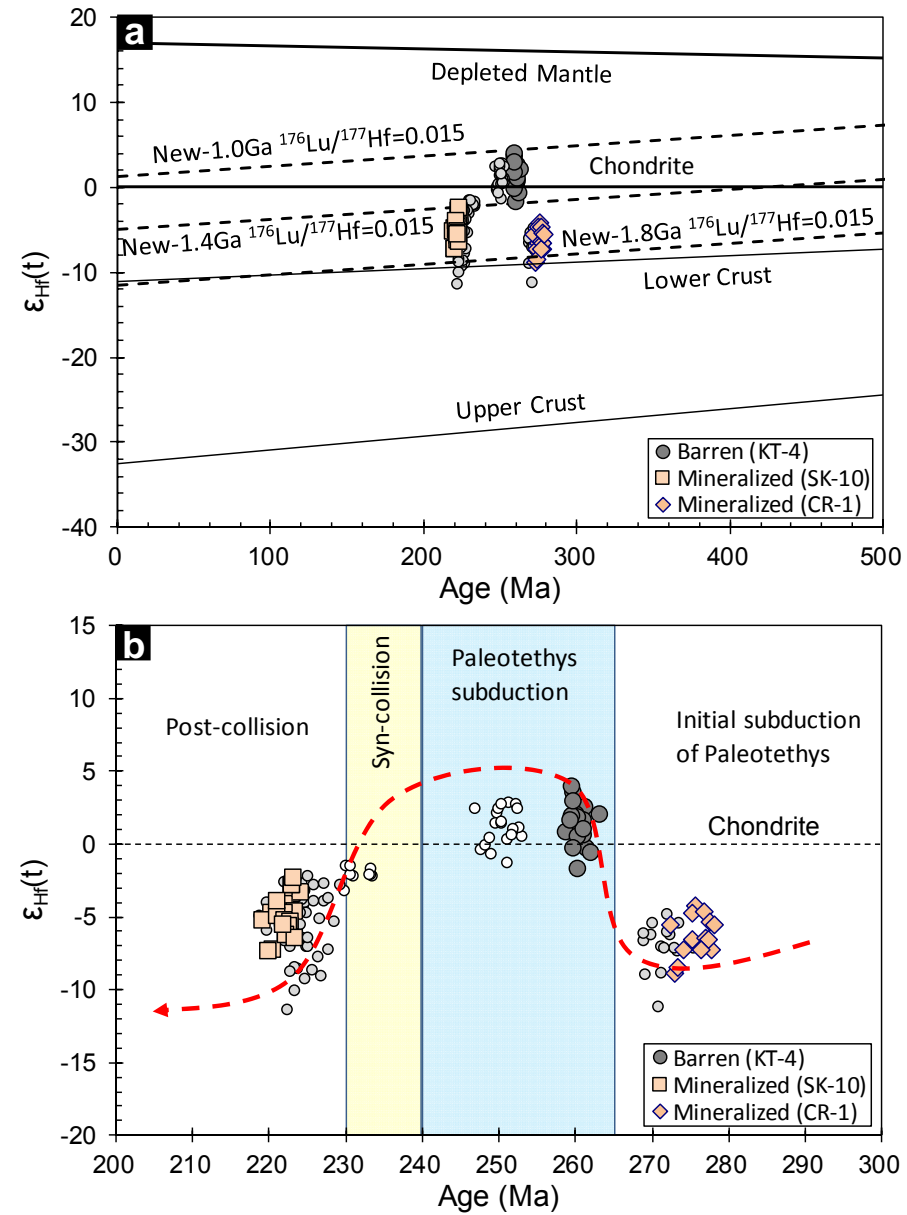 a
20
10
0
-10
-20
-30
-40
εHf(t)
Depleted Mantle
New-1.0Ga ¹⁷⁶Lu/¹⁷⁷Hf=0.015
Chondrite
New-1.4Ga ¹⁷⁶Lu/¹⁷⁷Hf=0.015
New-1.8Ga ¹⁷⁶Lu/¹⁷⁷Hf=0.015
Lower Crust
Upper Crust
Barren (KT-4)
Mineralized (SK-10)
Mineralized (CR-1)
0 100 200 300 400 500
Age (Ma)
b
15
10
5
0
-5
-10
-15
-20
εHf(t)
Post-collision
Syn-collision
Paleotethys
subduction
Initial subduction
of Paleotethys
Chondrite
Barren (KT-4)
Mineralized (SK-10)
Mineralized (CR-1)
200 210 220 230 240 250 260 270 280 290 300
Age (Ma)